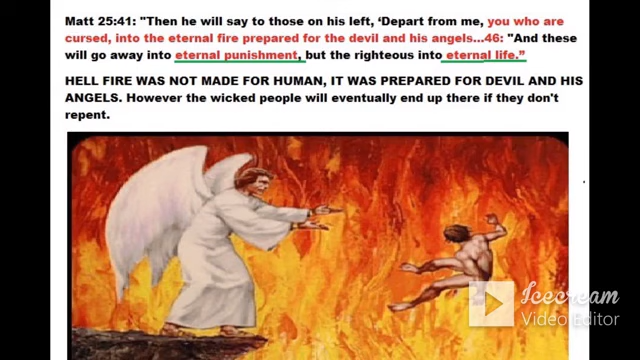 Matt 25:41: "Then he will say to those on his left, ‘Depart from me, you who are
cursed, into the eternal fire prepared for the devil and his angels...46: "And these
will go away into eternal punishment, but the righteous into eternal life.”
HELL FIRE WAS NOT MADE FOR HUMAN, IT WAS PREPARED FOR DEVIL AND HIS
ANGELS. However the wicked people will eventually end up there if they don't
repent.
Icecream
Video Editor